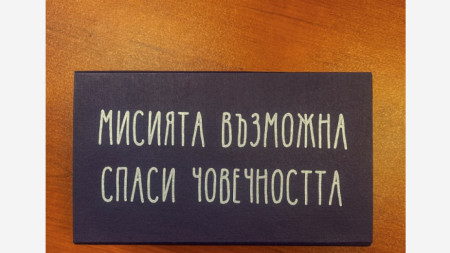 МИСИЯТА ВЪЗМОЖНА
СПАСИ ЧОВЕЧНОСТТА